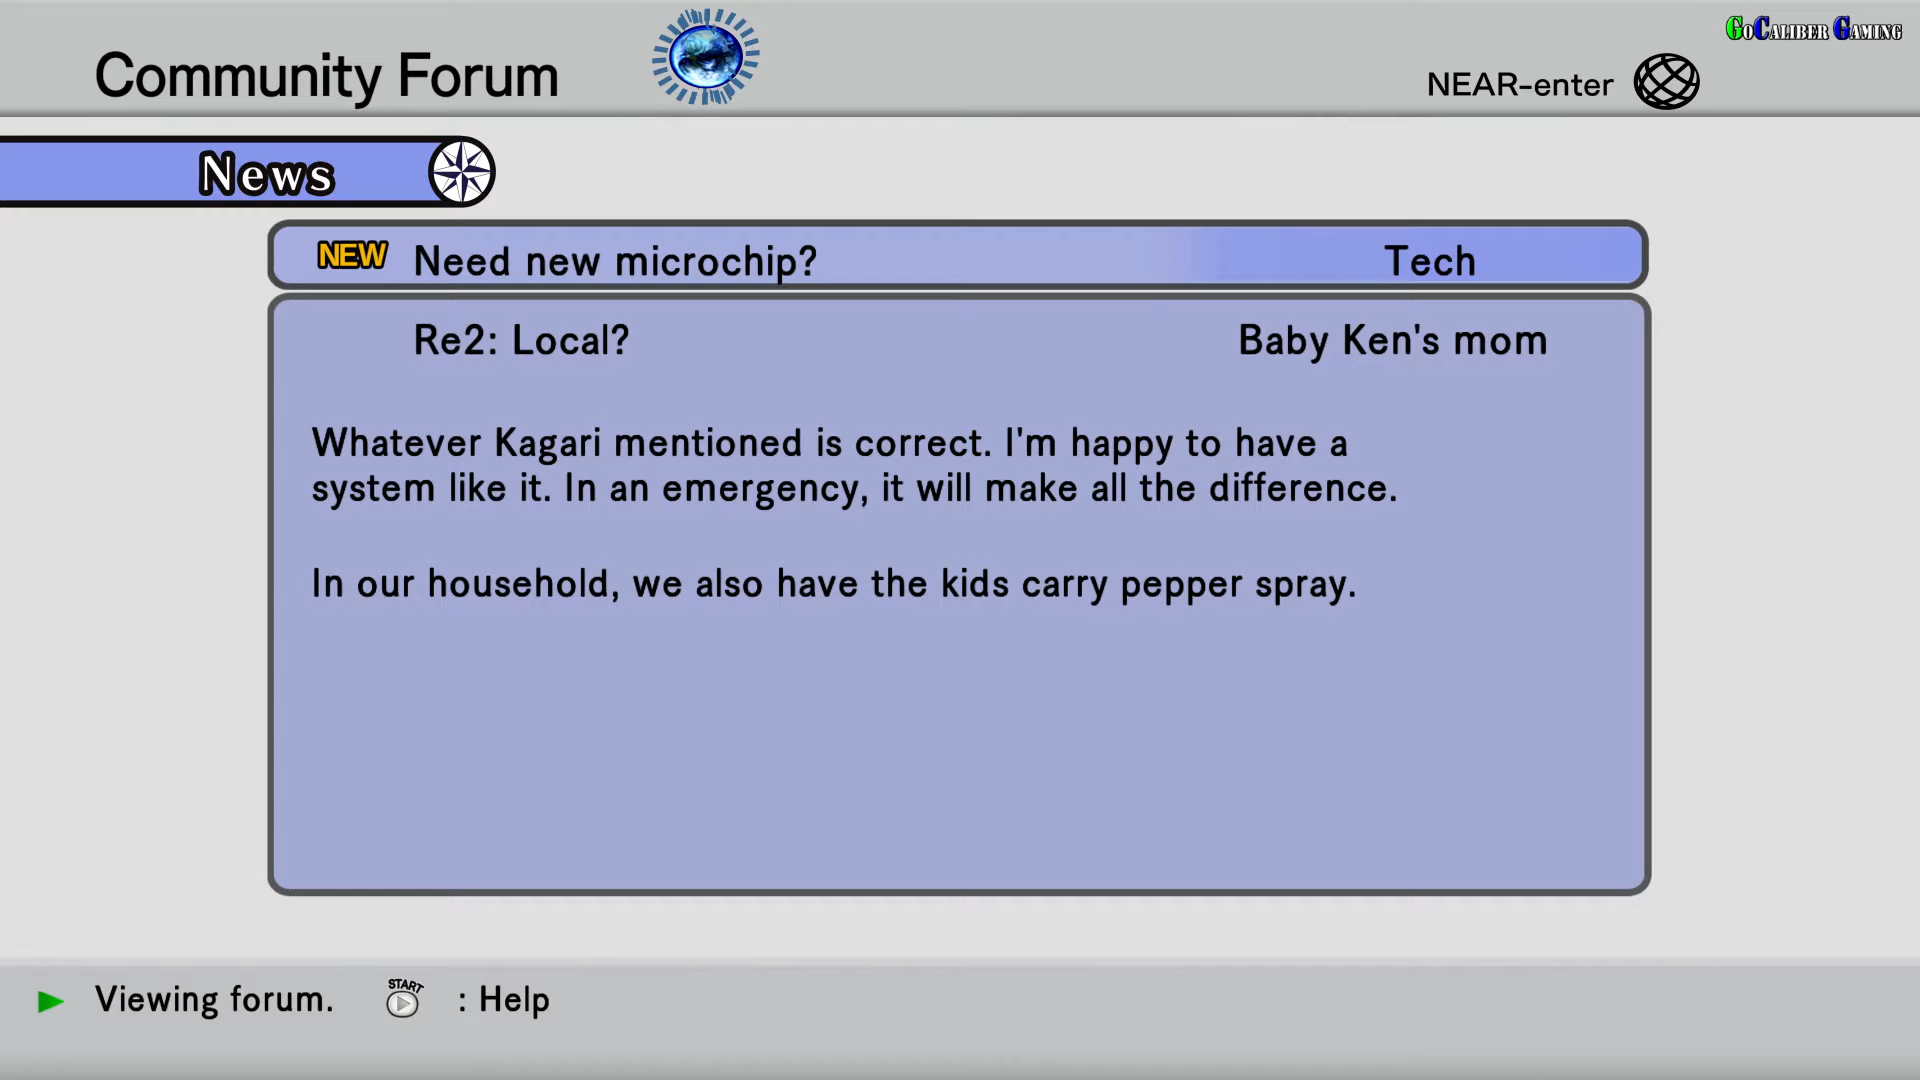 GoCaliber Gaming
Community Forum
NEAR-enter
News
NEW Need new microchip? Tech
Re2: Local? Baby Ken's mom
Whatever Kagari mentioned is correct. I'm happy to have a
system like it. In an emergency, it will make all the difference.
In our household, we also have the kids carry pepper spray.
Viewing forum. START : Help